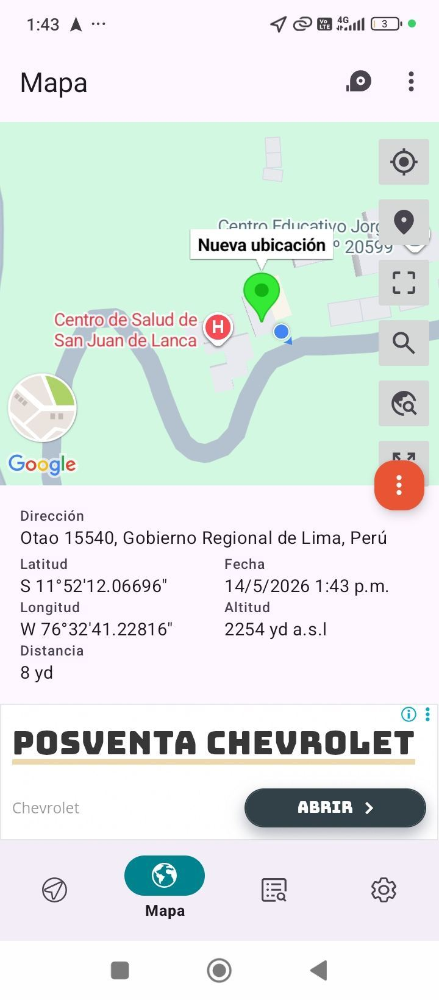 1:43
Vo
LTE
4G
3
Mapa
Centro Educativo Jorg
Nueva ubicación
º 20599
Centro de Salud de
San Juan de Lanca
H
Google
Dirección
Otao 15540, Gobierno Regional de Lima, Perú
Latitud
Fecha
S 11°52'12.06696"
14/5/2026 1:43 p.m.
Longitud
Altitud
W 76°32'41.22816"
2254 yd a.s.l
Distancia
8 yd
POSVENTA CHEVROLET
Chevrolet
ABRIR
Mapa